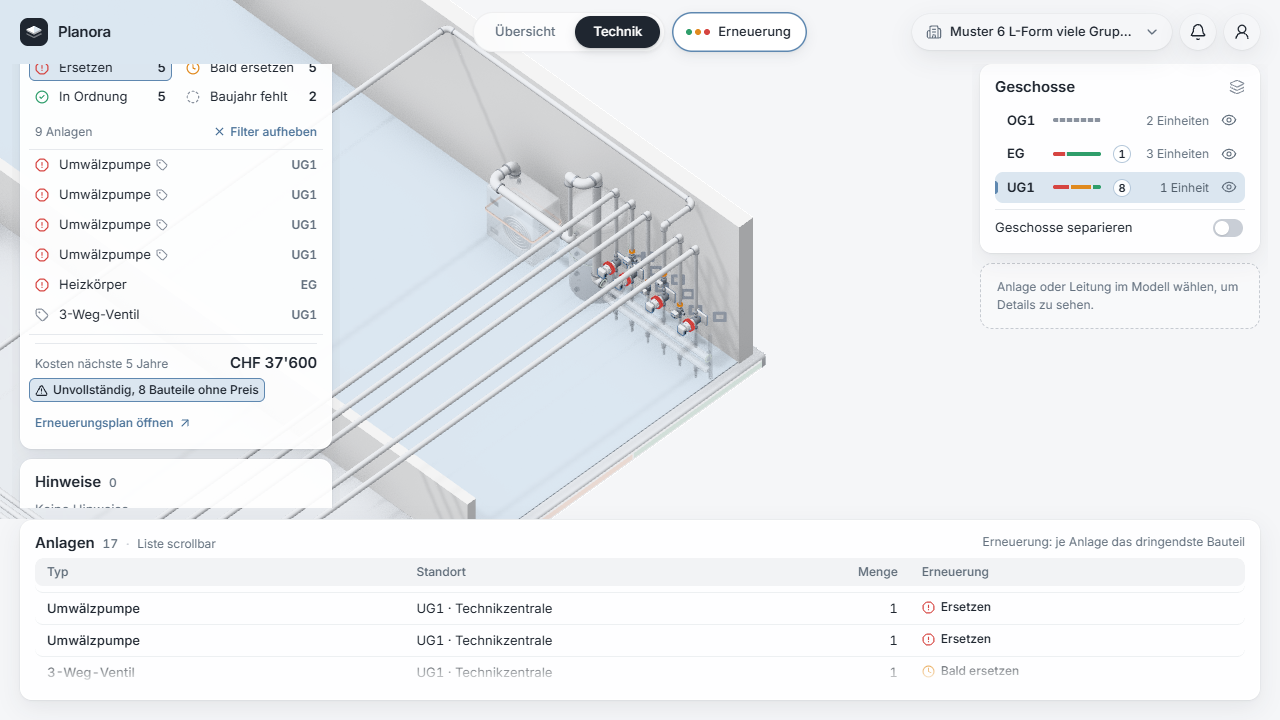 Planora
Übersicht
Technik
Erneuerung
Muster 6 L-Form viele Grup...
Ersetzen 5
Bald ersetzen 5
In Ordnung 5
Baujahr fehlt 2
9 Anlagen
Filter aufheben
Umwälzpumpe UG1
Umwälzpumpe UG1
Umwälzpumpe UG1
Umwälzpumpe UG1
Heizkörper EG
3-Weg-Ventil UG1
Kosten nächste 5 Jahre CHF 37'600
Unvollständig, 8 Bauteile ohne Preis
Erneuerungsplan öffnen
Hinweise 0
Keine Hinweise
Geschosse
OG1 2 Einheiten
EG 1 3 Einheiten
UG1 8 1 Einheit
Geschosse separieren
Anlage oder Leitung im Modell wählen, um
Details zu sehen.
Anlagen 17 · Liste scrollbar
Erneuerung: je Anlage das dringendste Bauteil
Typ Standort Menge Erneuerung
Umwälzpumpe UG1 · Technikzentrale 1 Ersetzen
Umwälzpumpe UG1 · Technikzentrale 1 Ersetzen
3-Weg-Ventil UG1 · Technikzentrale 1 Bald ersetzen